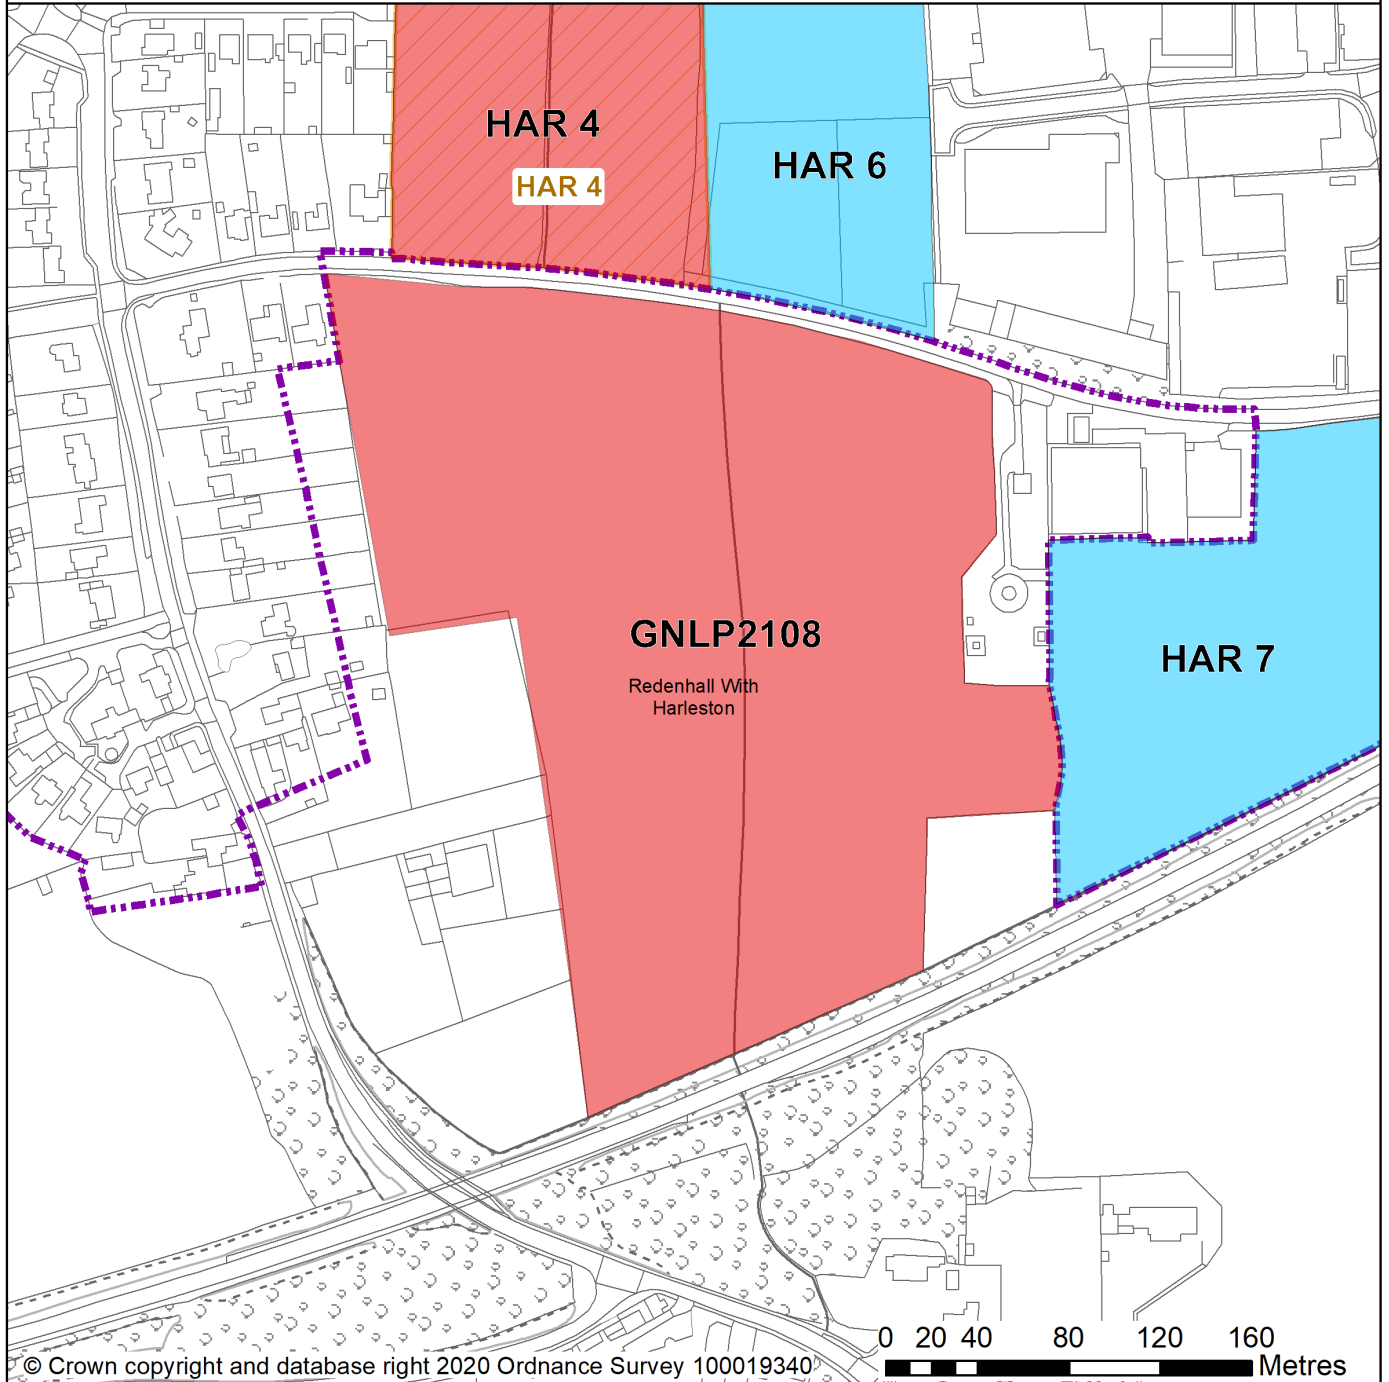 HAR 4
HAR 4
HAR 6
GNLP2108
Redenhall With
Harleston
HAR 7
0 20 40 80 120 160
Metres
© Crown copyright and database right 2020 Ordnance Survey 100019340